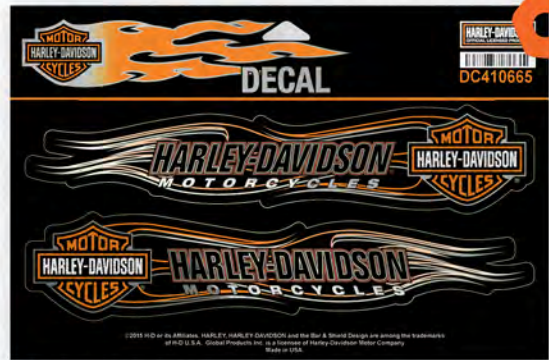 MOTOR
HARLEY-DAVIDSON
CYCLES
DECAL
HARLEY-DAVIDSON
OFFICIAL LICENSED
DC410665
HARLEY-DAVIDSON
MOTORCYCLES
MOTOR
HARLEY-DAVIDSON
CYCLES
MOTOR
HARLEY-DAVIDSON
CYCLES
HARLEY-DAVIDSON
MOTORCYCLES
©2015 H-D or its Affiliates. HARLEY, HARLEY-DAVIDSON and the Bar & Shield Design are among the trademarks
of H-D U.S.A. Global Products Inc. is a licensee of Harley-Davidson Motor Company
Made in USA